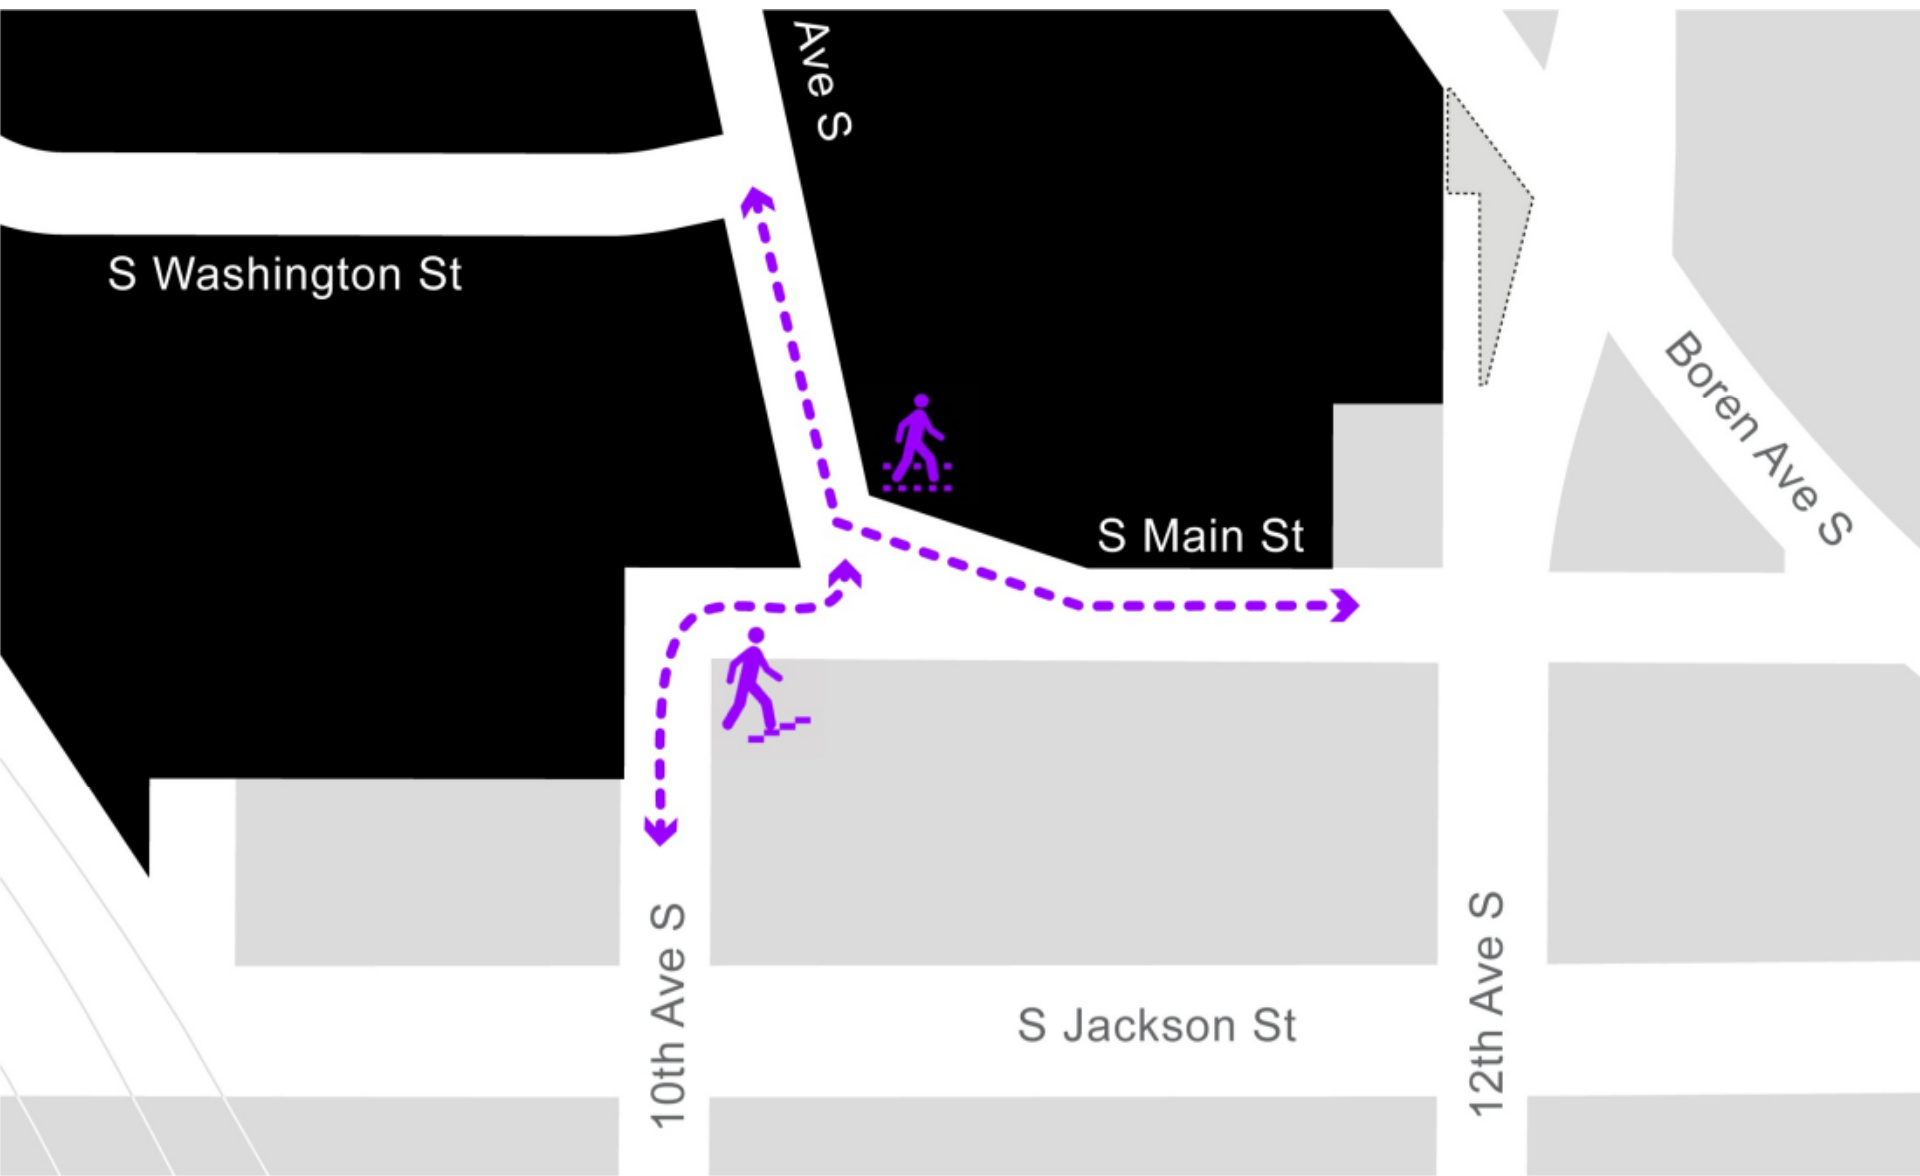 Ave S
S Washington St
Boren Ave S
S Main St
10th Ave S
12th Ave S
S Jackson St